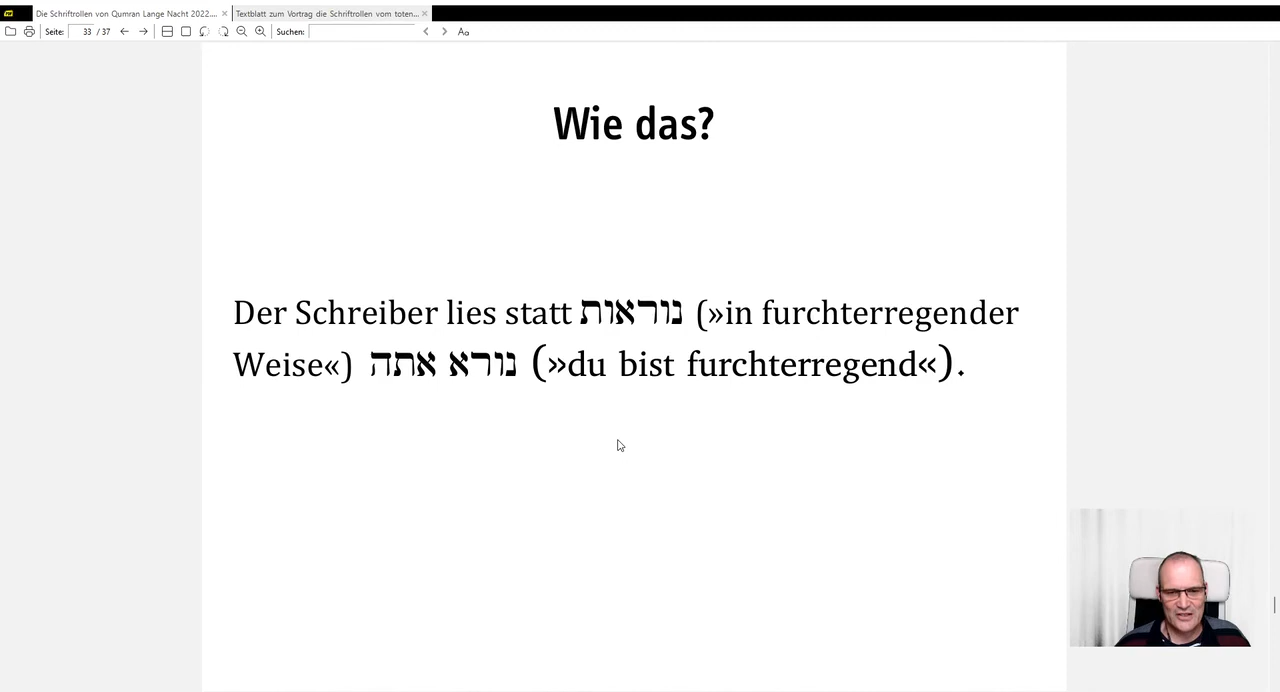 Die Schriftrollen von Qumran Lange Nacht 2022....
Textblatt zum Vortrag die Schriftrollen vom toten...
Seite: 33 / 37 Suchen: Aa
Wie das?
Der Schreiber lies statt נוראות (»in furchterregender
Weise«) נורא אתה (»du bist furchterregend«).